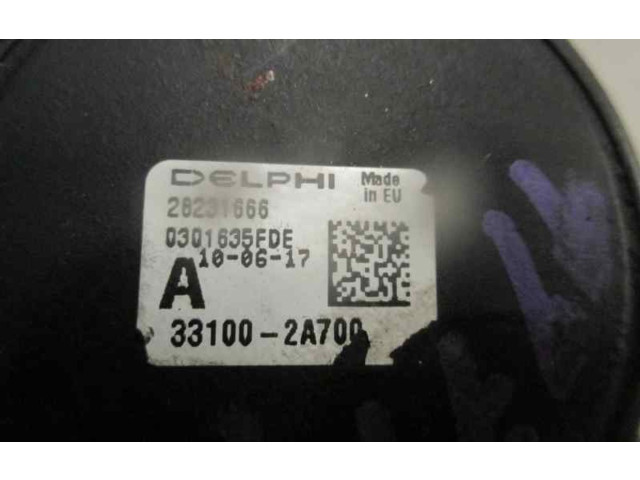 DELPHI Made in EU
28231666
0301635FDE
A 10-06-17
33100-2A700